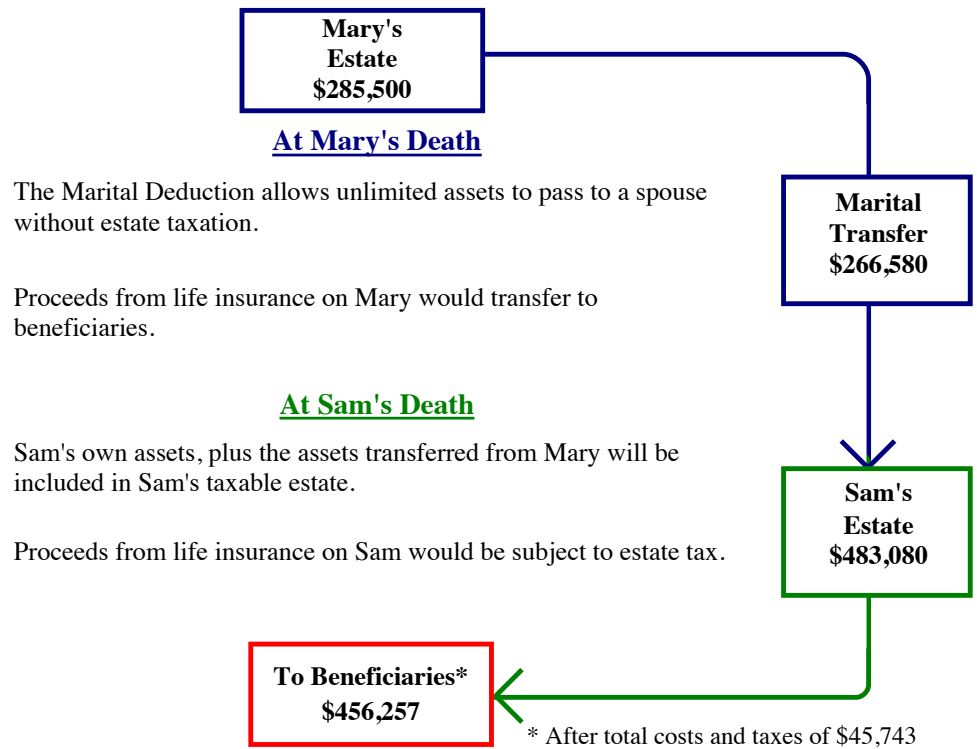 Mary's
Estate
$285,500
At Mary's Death
The Marital Deduction allows unlimited assets to pass to a spouse
without estate taxation.
Marital
Transfer
$266,580
Proceeds from life insurance on Mary would transfer to
beneficiaries.
At Sam's Death
Sam's own assets, plus the assets transferred from Mary will be
included in Sam's taxable estate.
Sam's
Estate
$483,080
Proceeds from life insurance on Sam would be subject to estate tax.
To Beneficiaries*
$456,257
* After total costs and taxes of $45,743